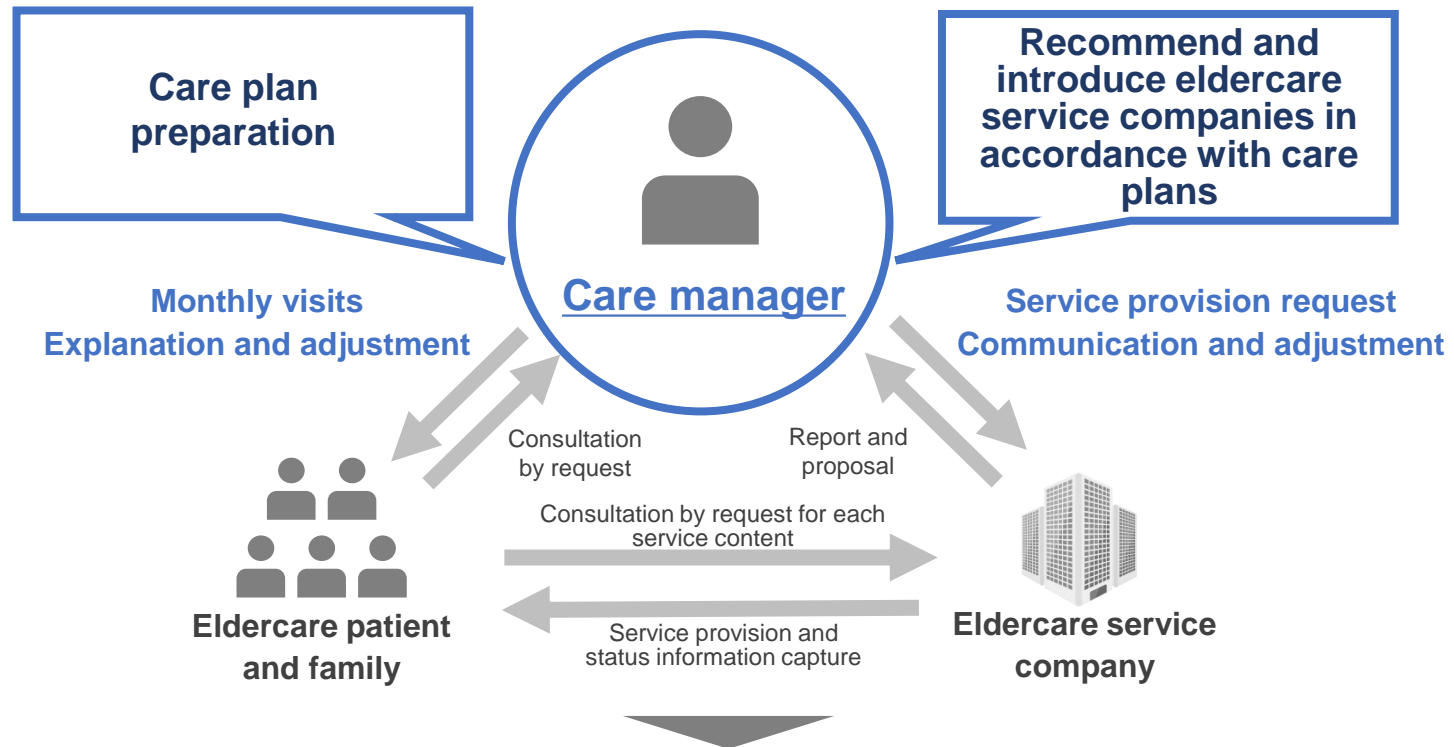 Care plan
preparation
Recommend and
introduce eldercare
service companies in
accordance with care
plans
Care manager
Monthly visits
Explanation and adjustment
Service provision request
Communication and adjustment
Consultation
by request
Report and
proposal
Consultation by request for each
service content
Eldercare patient
and family
Service provision and
status information capture
Eldercare service
company